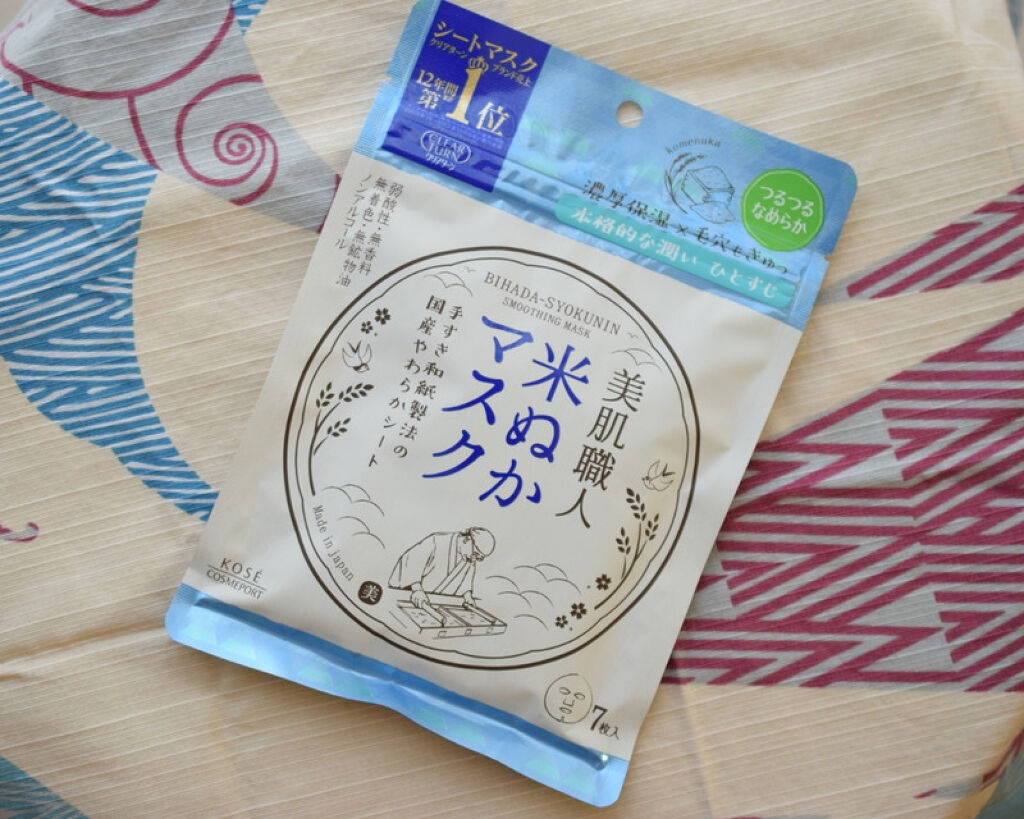 シートマスク
クリアターン ブランド売上
12年間
第1位
CLEAR
TURN
クリアターン
komenuka
つるつる
なめらか
濃厚保湿×毛穴もきゅっ
本格的な潤い ひとすじ
弱酸性・無香料
無着色・無鉱物油
ノンアルコール
BIHADA-SYOKUNIN
SMOOTHING MASK
美肌職人
米ぬか
マスク
手すき和紙製法の
国産やわらかシート
Made in Japan
美
KOSÉ
COSMEPORT
7枚入